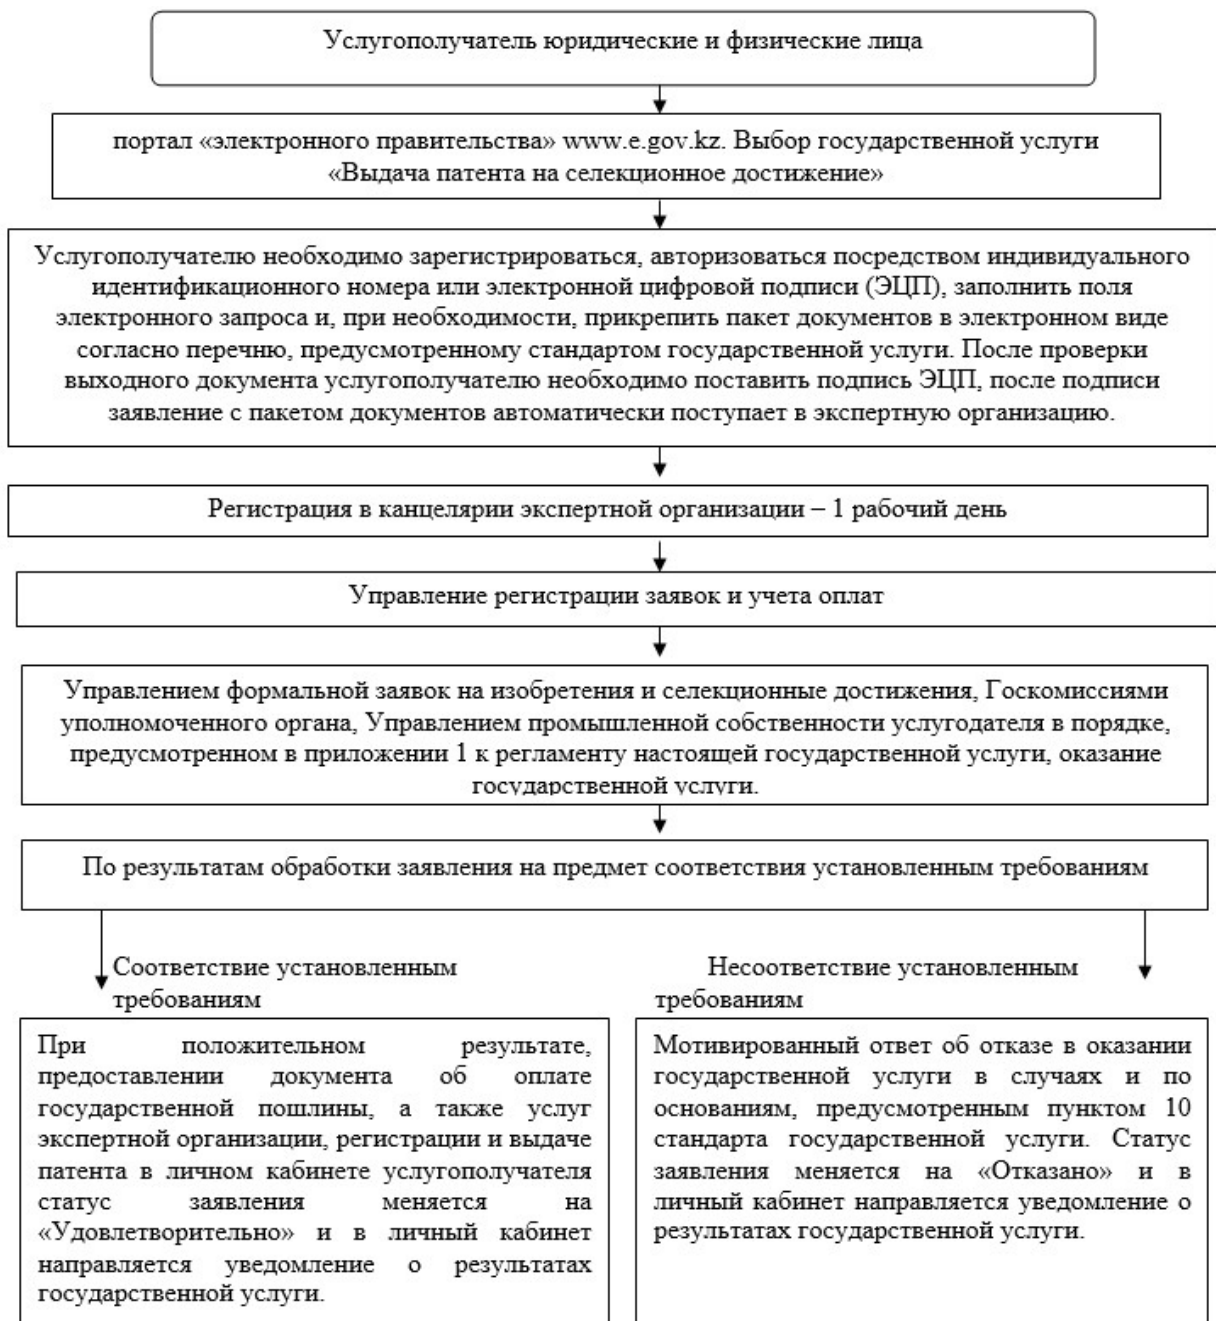 Услугополучатель юридические и физические лица
портал «электронного правительства» www.e.gov.kz. Выбор государственной услуги
«Выдача патента на селекционное достижение»
Услугополучателю необходимо зарегистрироваться, авторизоваться посредством индивидуального
идентификационного номера или электронной цифровой подписи (ЭЦП), заполнить поля
электронного запроса и, при необходимости, прикрепить пакет документов в электронном виде
согласно перечню, предусмотренному стандартом государственной услуги. После проверки
выходного документа услугополучателю необходимо поставить подпись ЭЦП, после подписи
заявление с пакетом документов автоматически поступает в экспертную организацию.
Регистрация в канцелярии экспертной организации – 1 рабочий день
Управление регистрации заявок и учета оплат
Управлением формальной заявок на изобретения и селекционные достижения, Госкомиссиями
уполномоченного органа, Управлением промышленной собственности услугодателя в порядке,
предусмотренном в приложении 1 к регламенту настоящей государственной услуги, оказание
государственной услуги.
По результатам обработки заявления на предмет соответствия установленным требованиям
Соответствие установленным
требованиям
Несоответствие установленным
требованиям
При положительном результате,
предоставлении документа об оплате
государственной пошлины, а также услуг
экспертной организации, регистрации и выдаче
патента в личном кабинете услугополучателя
статус заявления меняется на
«Удовлетворительно» и в личный кабинет
направляется уведомление о результатах
государственной услуги.
Мотивированный ответ об отказе в оказании
государственной услуги в случаях и по
основаниям, предусмотренным пунктом 10
стандарта государственной услуги. Статус
заявления меняется на «Отказано» и в
личный кабинет направляется уведомление о
результатах государственной услуги.